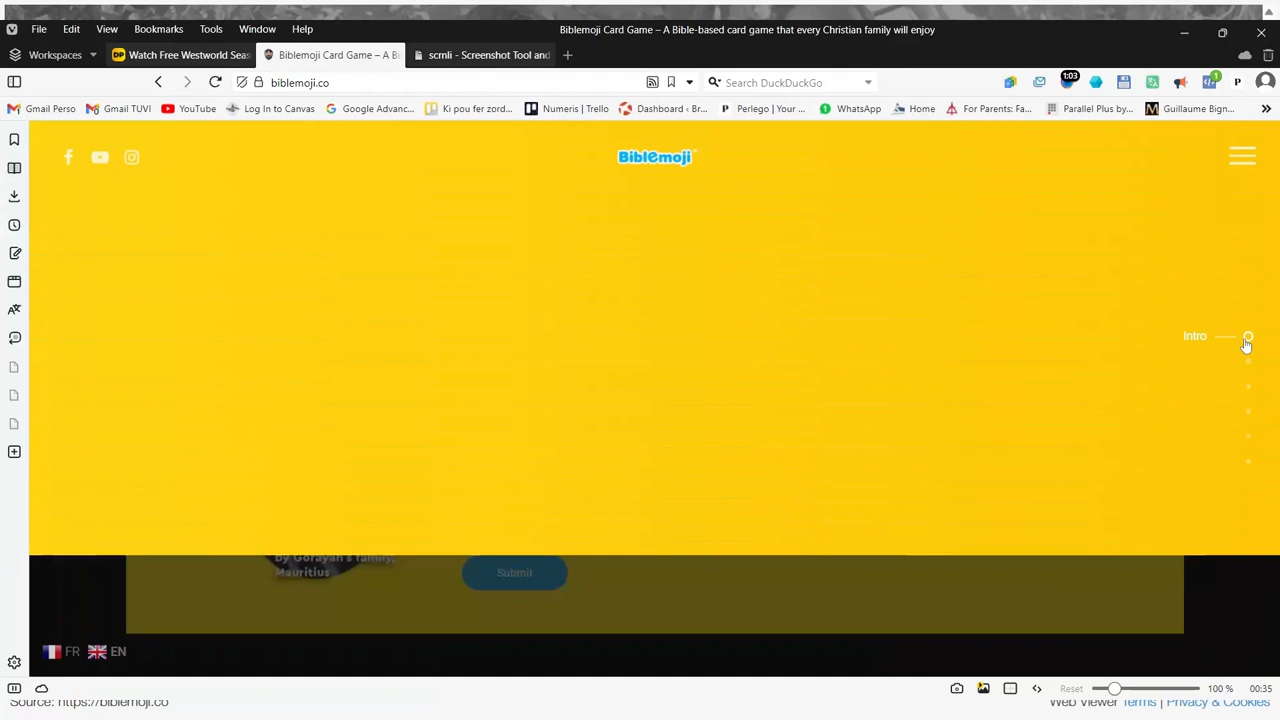 File Edit View Bookmarks Tools Window Help Biblemoji Card Game – A Bible-based card game that every Christian family will enjoy
Workspaces Watch Free Westworld Seas Biblemoji Card Game – A B scrnli - Screenshot Tool and
biblemoji.co Search DuckDuckGo 1:03 1 P
Gmail Perso Gmail TUVI YouTube Log In to Canvas Google Advanc... Ki pou fer zord... Numeris | Trello Dashboard ‹ Br... Perlego | Your ... WhatsApp Home For Parents: Fa... Parallel Plus by... Guillaume Bign...
Biblemoji
Intro
by Gorayah's family,
Mauritius
Submit
FR EN
Reset 100 % 00:35
Source: https://biblemoji.co Web Viewer Terms | Privacy & Cookies